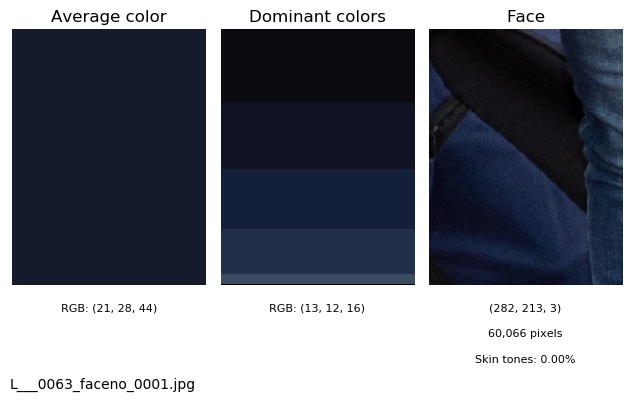 Average color
Dominant colors
Face
RGB: (21, 28, 44)
RGB: (13, 12, 16)
(282, 213, 3)
60,066 pixels
Skin tones: 0.00%
L___0063_faceno_0001.jpg